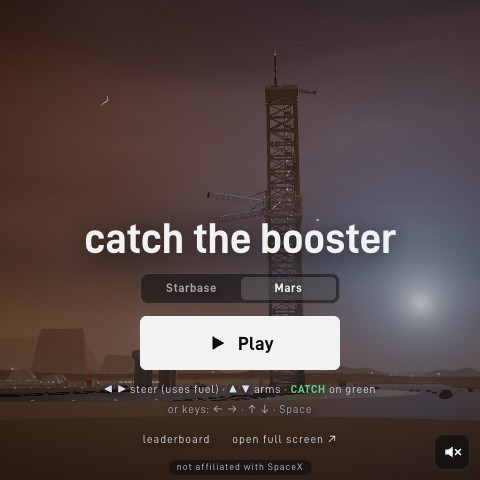 catch the booster
Starbase Mars
▶ Play
◀ ▶ steer (uses fuel) · ▲ ▼ arms · CATCH on green
or keys: ← → · ↑ ↓ · Space
leaderboard open full screen ↗
not affiliated with SpaceX